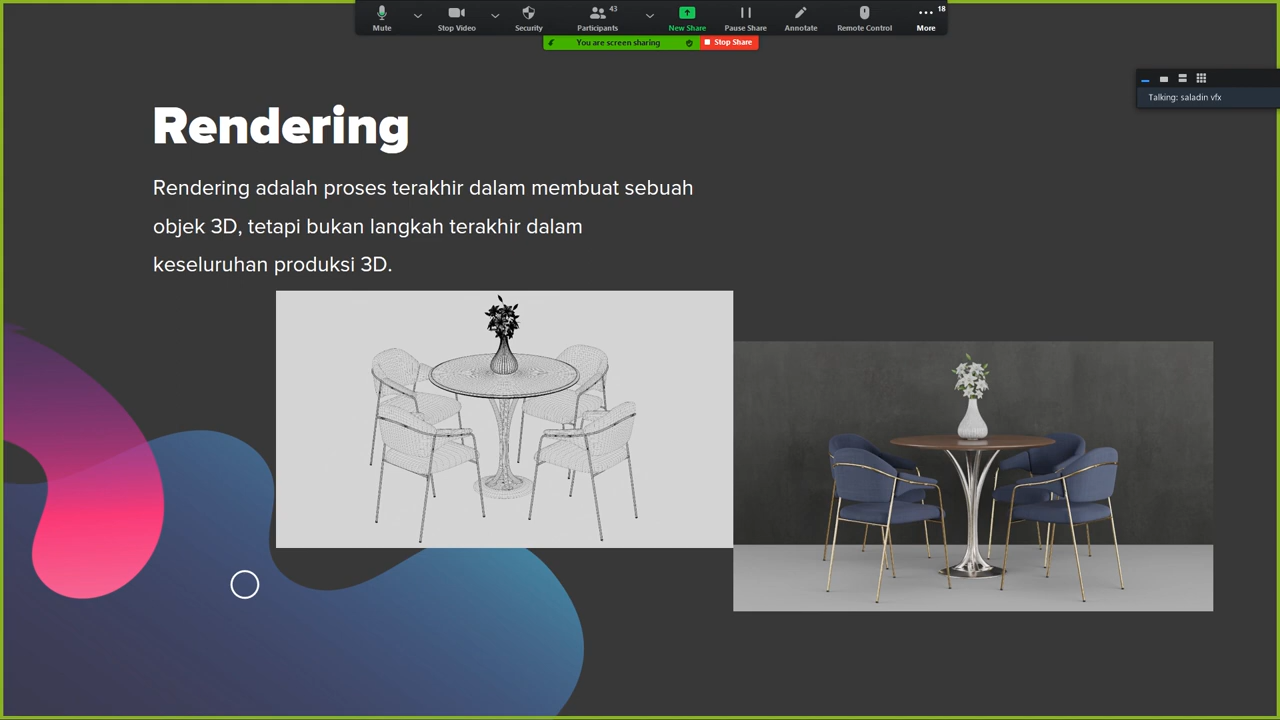 43
18
Mute
Stop Video
Security
Participants
New Share
Pause Share
Annotate
Remote Control
More
You are screen sharing
Stop Share
Talking: saladin vfx
Rendering
Rendering adalah proses terakhir dalam membuat sebuah
objek 3D, tetapi bukan langkah terakhir dalam
keseluruhan produksi 3D.